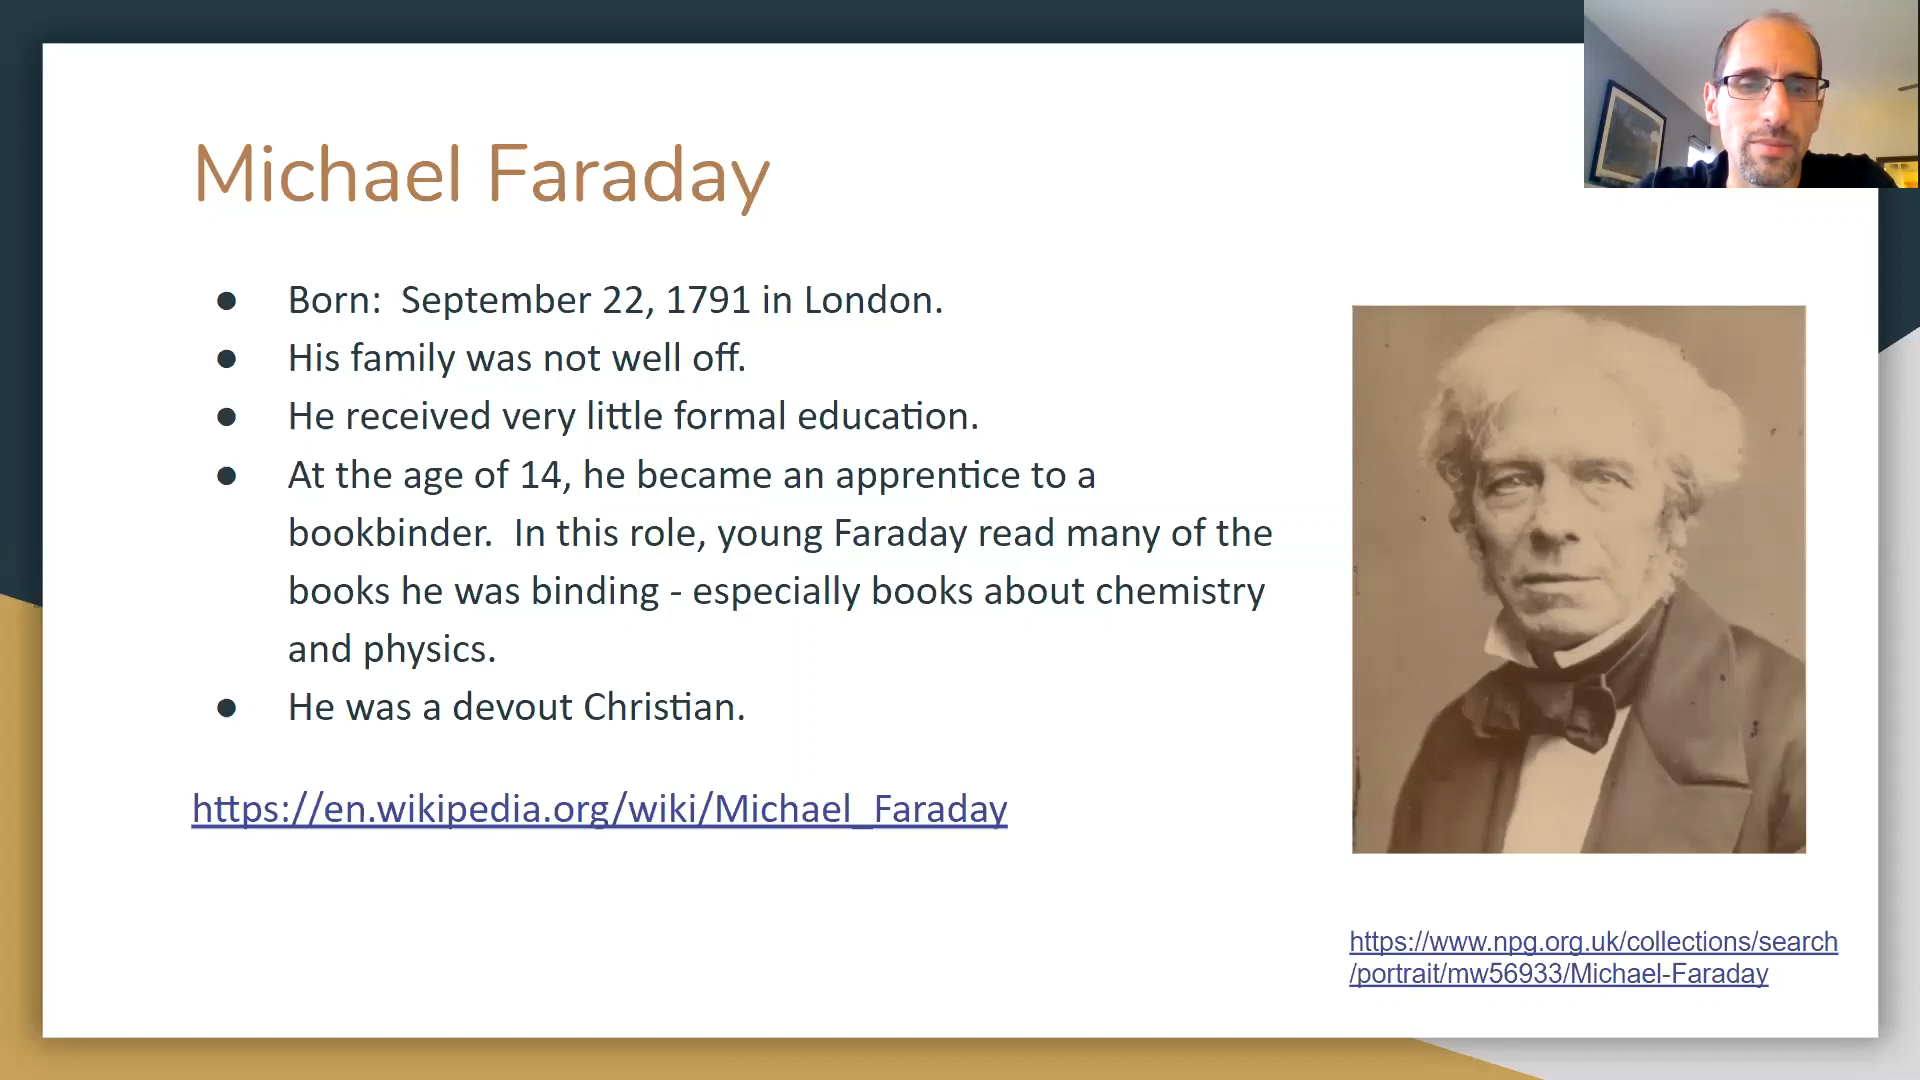 Michael Faraday
● Born:  September 22, 1791 in London.
● His family was not well off.
● He received very little formal education.
● At the age of 14, he became an apprentice to a
bookbinder.  In this role, young Faraday read many of the
books he was binding - especially books about chemistry
and physics.
● He was a devout Christian.
https://en.wikipedia.org/wiki/Michael_Faraday
https://www.npg.org.uk/collections/search
/portrait/mw56933/Michael-Faraday